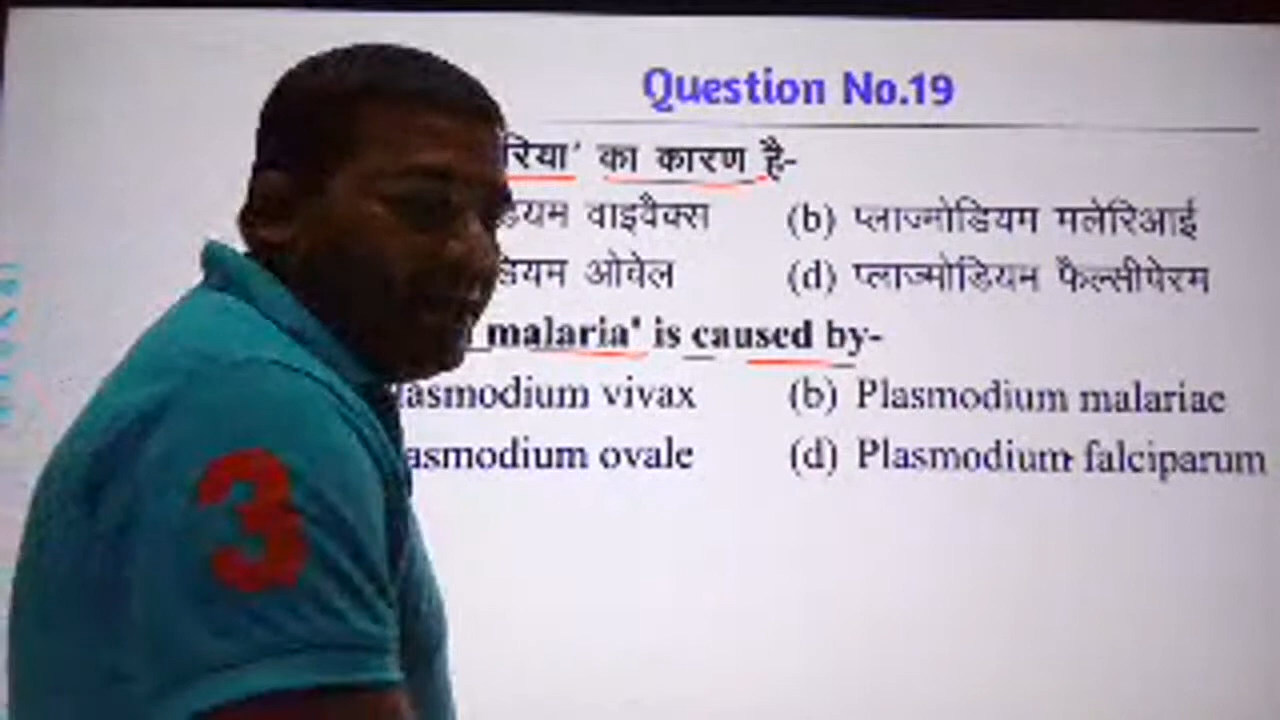 Question No.19
रिया' का कारण है-
डियम वाइवैक्स (b) प्लाज्मोडियम मलेरिआई
डियम ओवेल (d) प्लाज्मोडियम फैल्सीपेरम
malaria' is caused by-
lasmodium vivax (b) Plasmodium malariae
asmodium ovale (d) Plasmodium falciparum
3